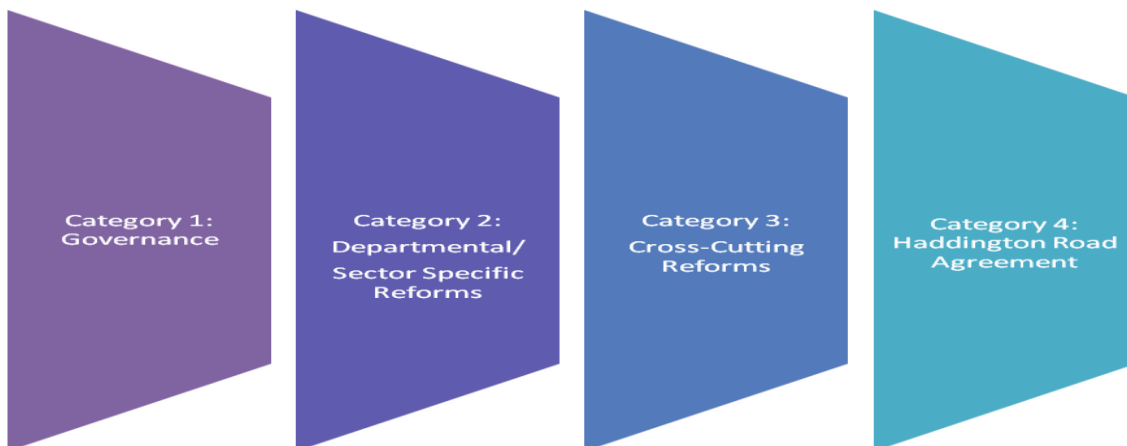 Category 1:
Governance
Category 2:
Departmental/
Sector Specific
Reforms
Category 3:
Cross-Cutting
Reforms
Category 4:
Haddington Road
Agreement